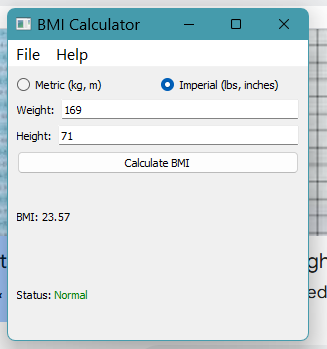 BMI Calculator
File Help
Metric (kg, m) Imperial (lbs, inches)
Weight: 169
Height: 71
Calculate BMI
BMI: 23.57
Status: Normal